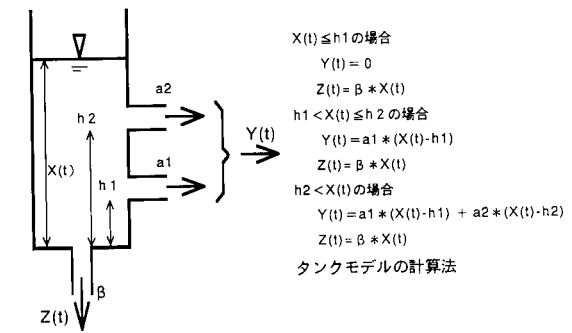 X(t)≦h1の場合
Y(t)=0
Z(t)=β*X(t)
h1<X(t)≦h2の場合
Y(t)=a1*(X(t)-h1)
Z(t)=β*X(t)
h2<X(t)の場合
Y(t)=a1*(X(t)-h1) + a2*(X(t)-h2)
Z(t)=β*X(t)
タンクモデルの計算法
a2
h2
Y(t)
a1
X(t)
h1
β
Z(t)